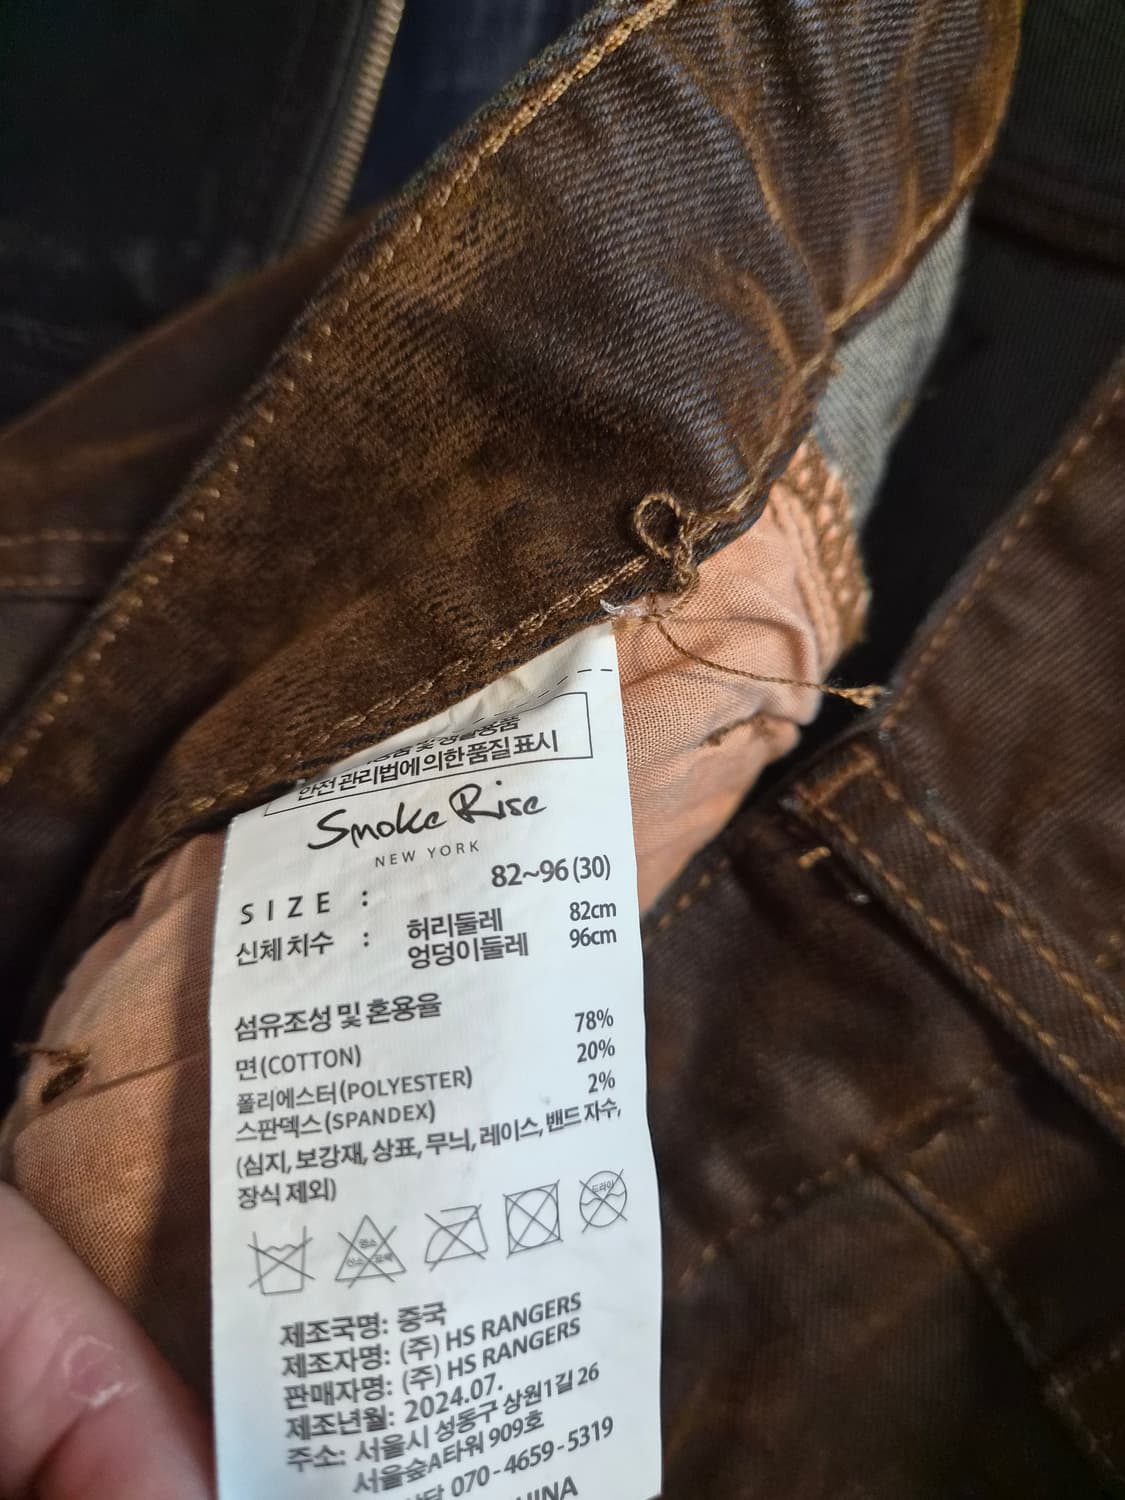 안전관리법에의한품질표시
Smoke Rise
NEW YORK
SIZE : 82~96 (30)
신체 치수 : 허리둘레 82cm
엉덩이둘레 96cm
섬유조성 및 혼용율
면(COTTON) 78%
폴리에스터(POLYESTER) 20%
스판덱스(SPANDEX) 2%
(심지, 보강재, 상표, 무늬, 레이스, 밴드 자수,
장식 제외)
드라이
제조국명: 중국
제조자명: (주) HS RANGERS
판매자명: (주) HS RANGERS
제조년월: 2024.07.
주소: 서울시 성동구 상원1길 26
서울숲A타워 909호
070-4659-5319